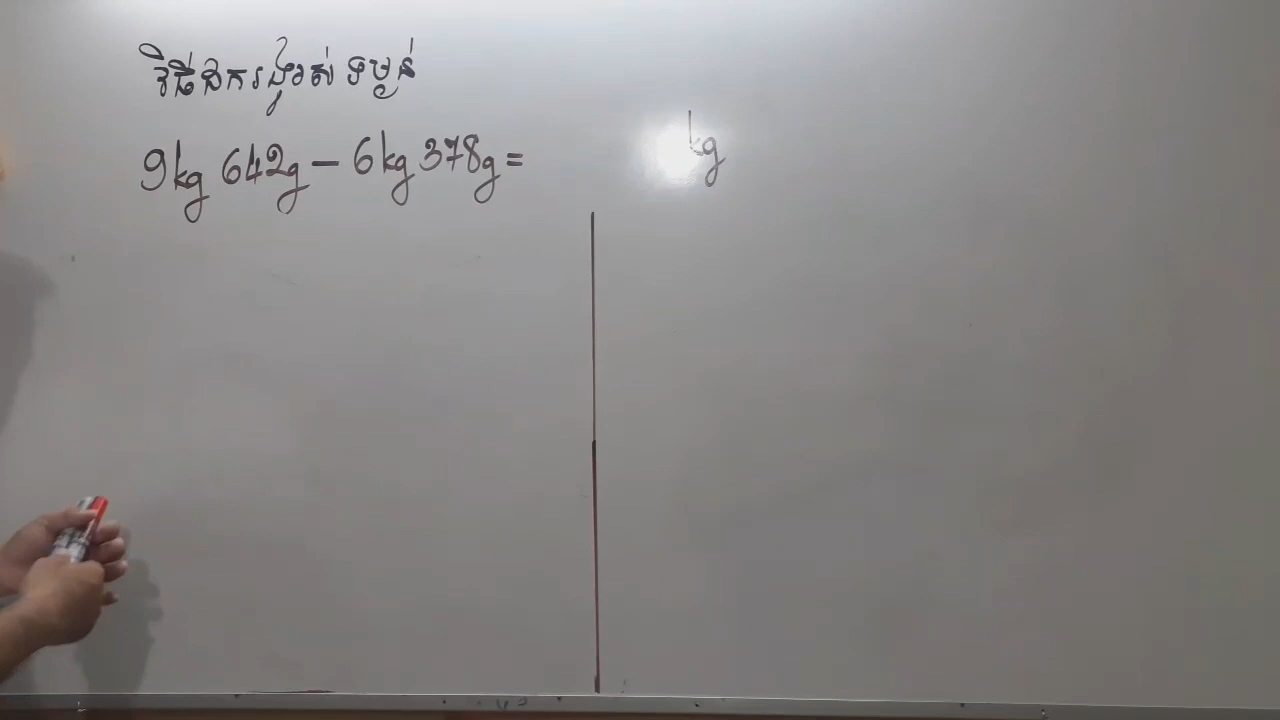 វិធីដករង្វាស់ ទម្ងន់
9kg 642g – 6kg 378g = kg